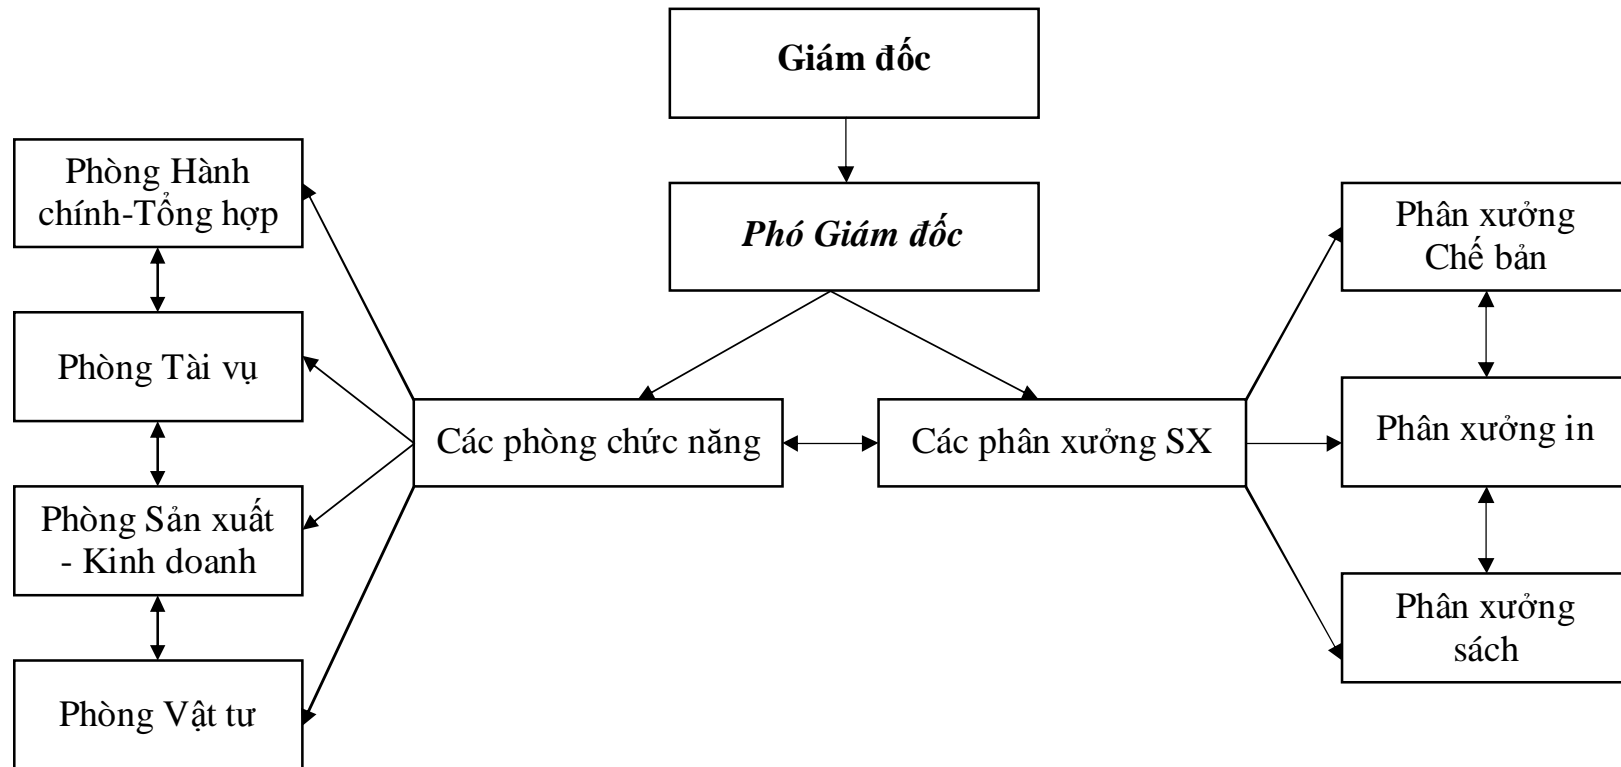 Giám đốc
Phó Giám đốc
Phòng Hành
chính-Tổng hợp
Phòng Tài vụ
Phòng Sản xuất
- Kinh doanh
Phòng Vật tư
Các phòng chức năng
Các phân xưởng SX
Phân xưởng
Chế bản
Phân xưởng in
Phân xưởng
sách